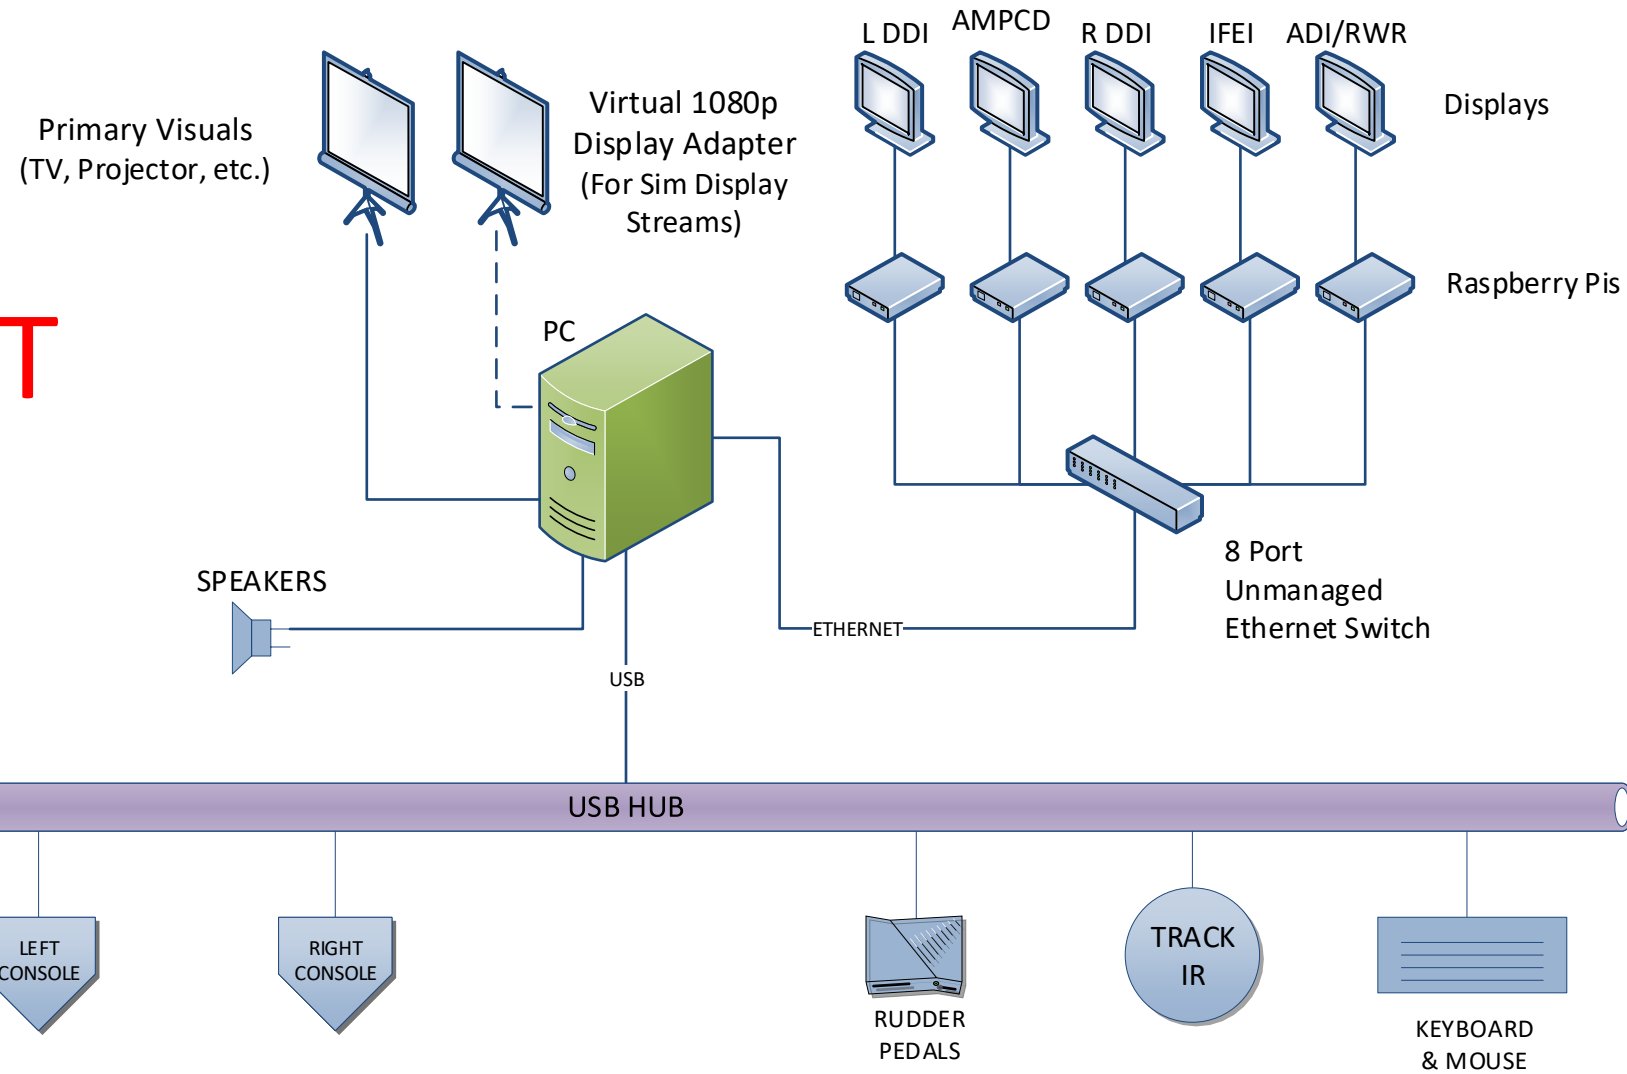 L DDI
AMPCD
R DDI
IFEI
ADI/RWR
Displays
Primary Visuals
(TV, Projector, etc.)
Virtual 1080p
Display Adapter
(For Sim Display
Streams)
Raspberry Pis
T
PC
8 Port
Unmanaged
Ethernet Switch
SPEAKERS
ETHERNET
USB
USB HUB
LEFT
CONSOLE
RIGHT
CONSOLE
RUDDER
PEDALS
TRACK
IR
KEYBOARD
& MOUSE